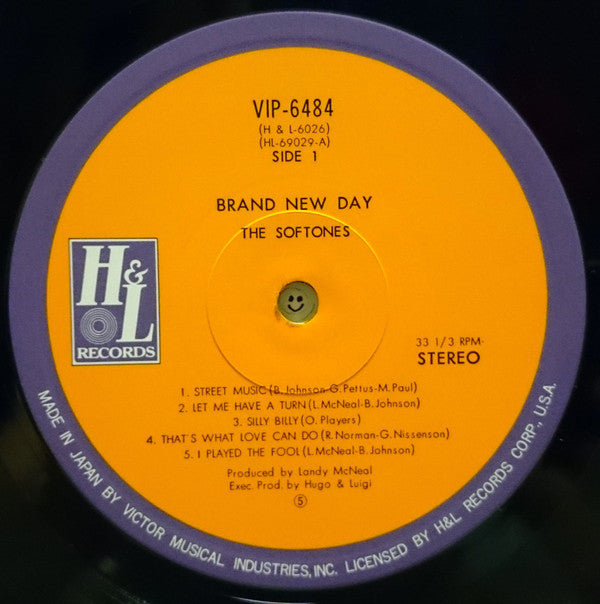 VIP-6484
(H & L-6026)
(HL-69029-A)
SIDE 1
BRAND NEW DAY
THE SOFTONES
H&L
RECORDS
33 1/3 RPM·
STEREO
1. STREET MUSIC(B. Johnson-G. Pettus-M. Paul)
2. LET ME HAVE A TURN(L. McNeal-B. Johnson)
3. SILLY BILLY(O. Players)
4. THAT'S WHAT LOVE CAN DO(R. Norman-G. Nissenson)
5. I PLAYED THE FOOL(L. McNeal-B. Johnson)
Produced by Landy McNeal
Exec. Prod. by Hugo & Luigi
⑤
MADE IN JAPAN BY VICTOR MUSICAL INDUSTRIES, INC. LICENSED BY H&L RECORDS CORP., U.S.A.